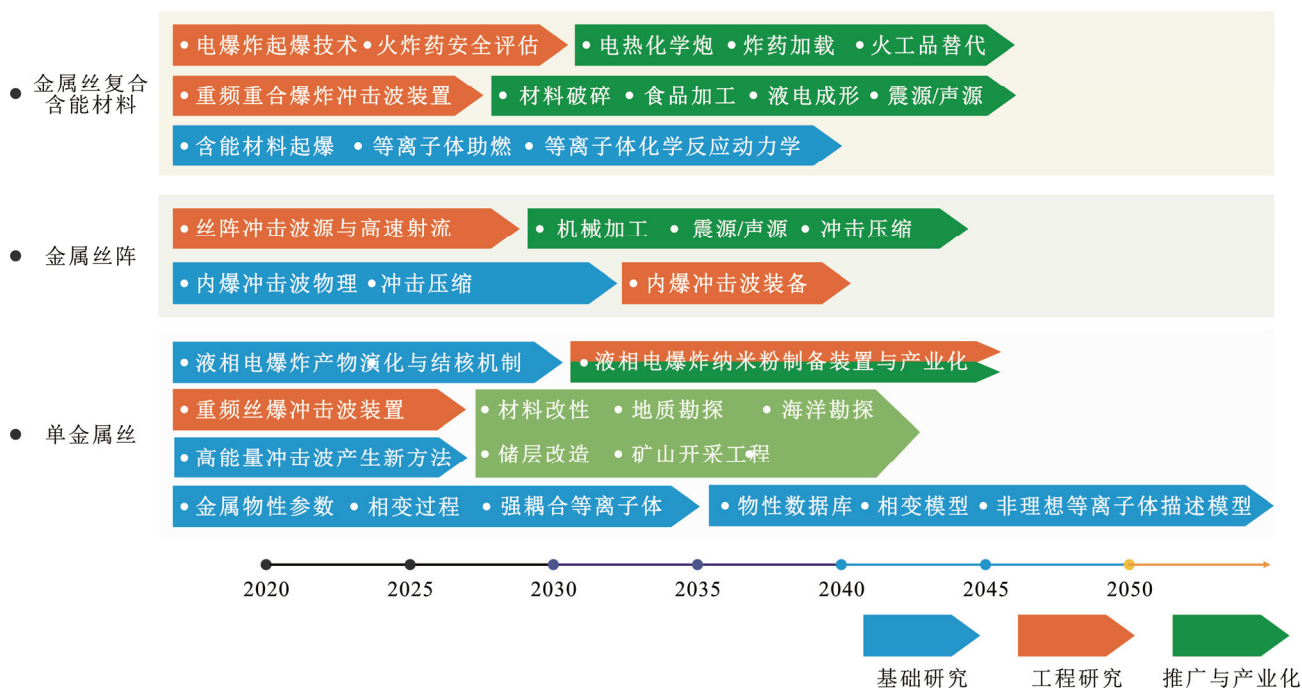 • 电爆炸起爆技术 • 火炸药安全评估
• 电热化学炮 • 炸药加载 • 火工品替代
• 金属丝复合
含能材料
• 重频重合爆炸冲击波装置
• 材料破碎 • 食品加工 • 液电成形 • 震源/声源
• 含能材料起爆 • 等离子体助燃 • 等离子体化学反应动力学
• 金属丝阵
• 丝阵冲击波源与高速射流
• 机械加工 • 震源/声源 • 冲击压缩
• 内爆冲击波物理 • 冲击压缩
• 内爆冲击波装备
• 单金属丝
• 液相电爆炸产物演化与结核机制
• 液相电爆炸纳米粉制备装置与产业化
• 重频丝爆冲击波装置
• 材料改性 • 地质勘探 • 海洋勘探
• 高能量冲击波产生新方法
• 储层改造 • 矿山开采工程
• 金属物性参数 • 相变过程 • 强耦合等离子体
• 物性数据库 • 相变模型 • 非理想等离子体描述模型
2020 2025 2030 2035 2040 2045 2050
基础研究 工程研究 推广与产业化